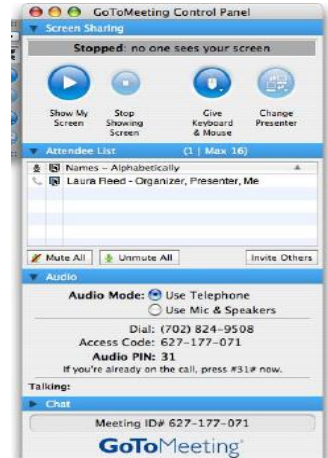 GoToMeeting Control Panel
Screen Sharing
Stopped: no one sees your screen
Show My Screen
Stop Showing Screen
Give Keyboard & Mouse
Change Presenter
Attendee List (1 | Max 16)
Names – Alphabetically
Laura Reed - Organizer, Presenter, Me
Mute All Unmute All Invite Others
Audio
Audio Mode: Use Telephone
Use Mic & Speakers
Dial: (702) 824-9508
Access Code: 627-177-071
Audio PIN: 31
If you're already on the call, press #31# now.
Talking:
Chat
Meeting ID# 627-177-071
GoToMeeting